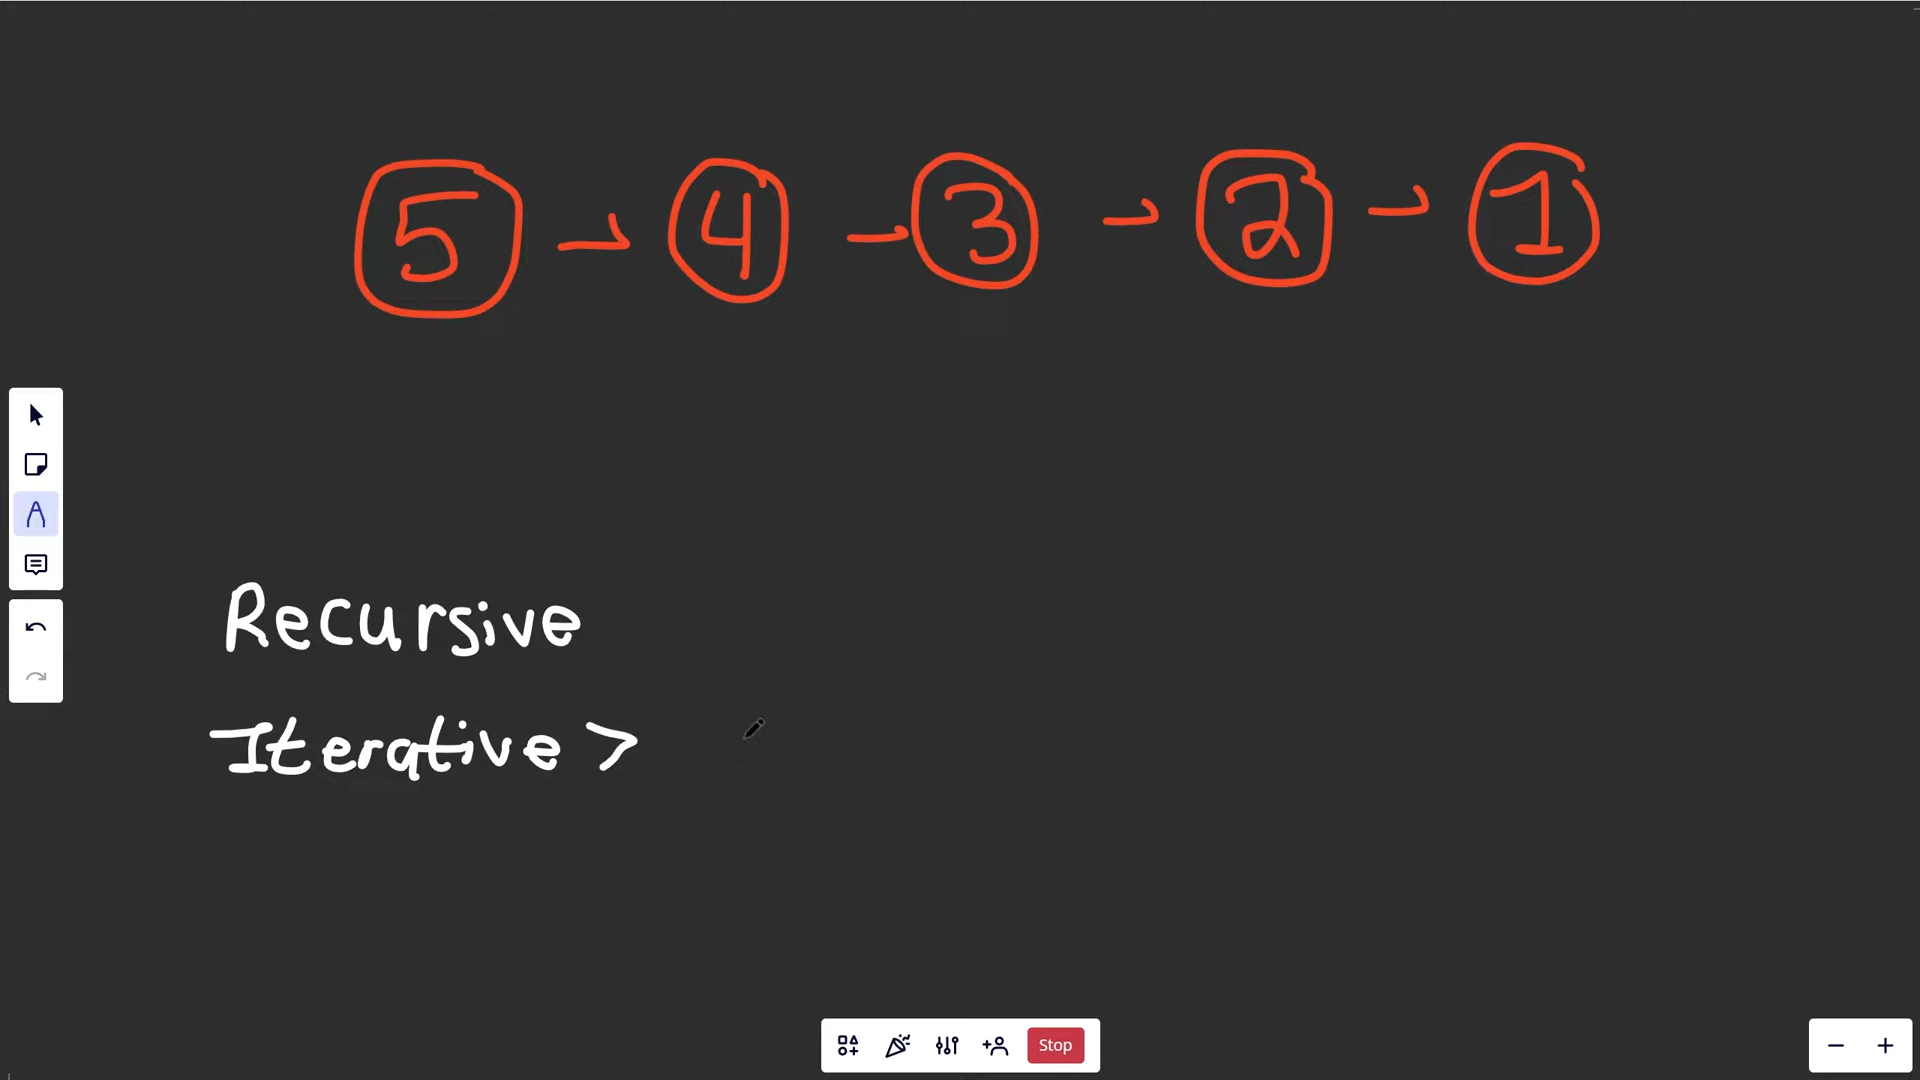 5 → 4 → 3 → 2 → 1
Recursive
Iterative >
Stop